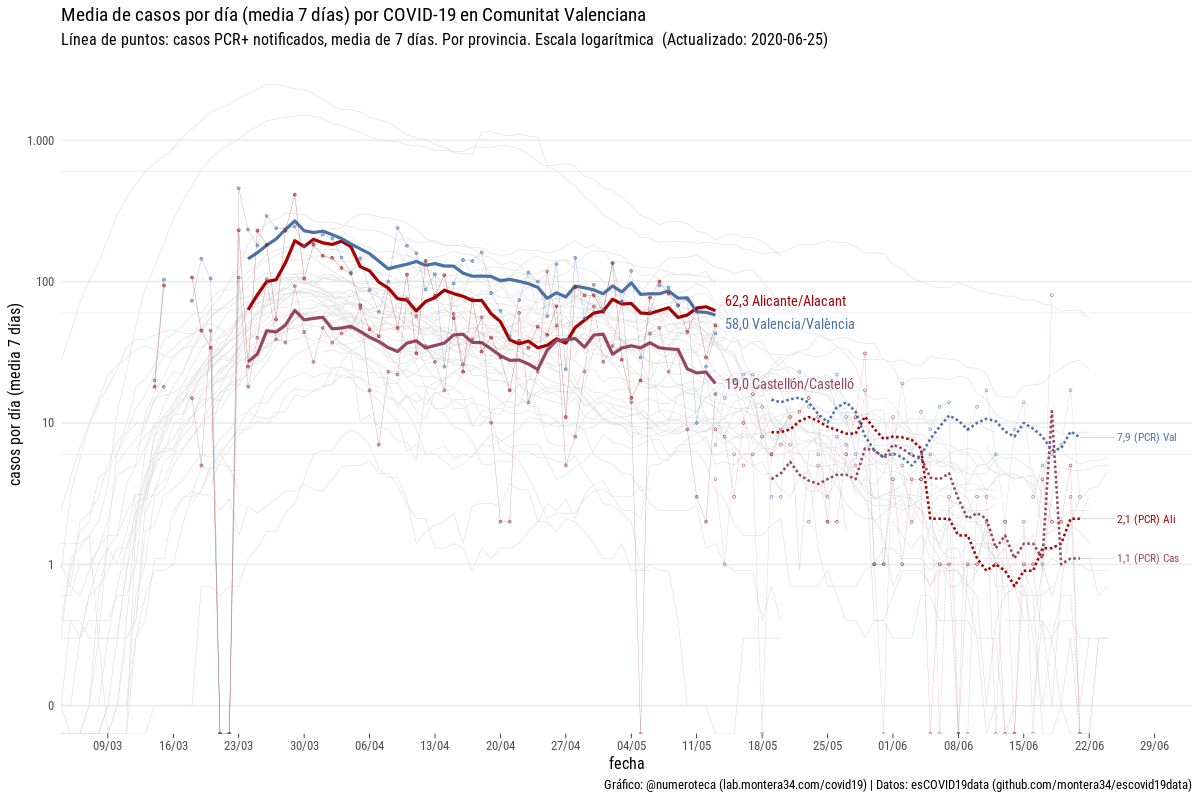 Media de casos por día (media 7 días) por COVID-19 en Comunitat Valenciana
Línea de puntos: casos PCR+ notificados, media de 7 días. Por provincia. Escala logarítmica (Actualizado: 2020-06-25)
casos por día (media 7 días)
1.000
100
10
1
0
62,3 Alicante/Alacant
58,0 Valencia/València
19,0 Castellón/Castelló
7,9 (PCR) Val
2,1 (PCR) Ali
1,1 (PCR) Cas
09/03 16/03 23/03 30/03 06/04 13/04 20/04 27/04 04/05 11/05 18/05 25/05 01/06 08/06 15/06 22/06 29/06
fecha
Gráfico: @numeroteca (lab.montera34.com/covid19) | Datos: esCOVID19data (github.com/montera34/escovid19data)